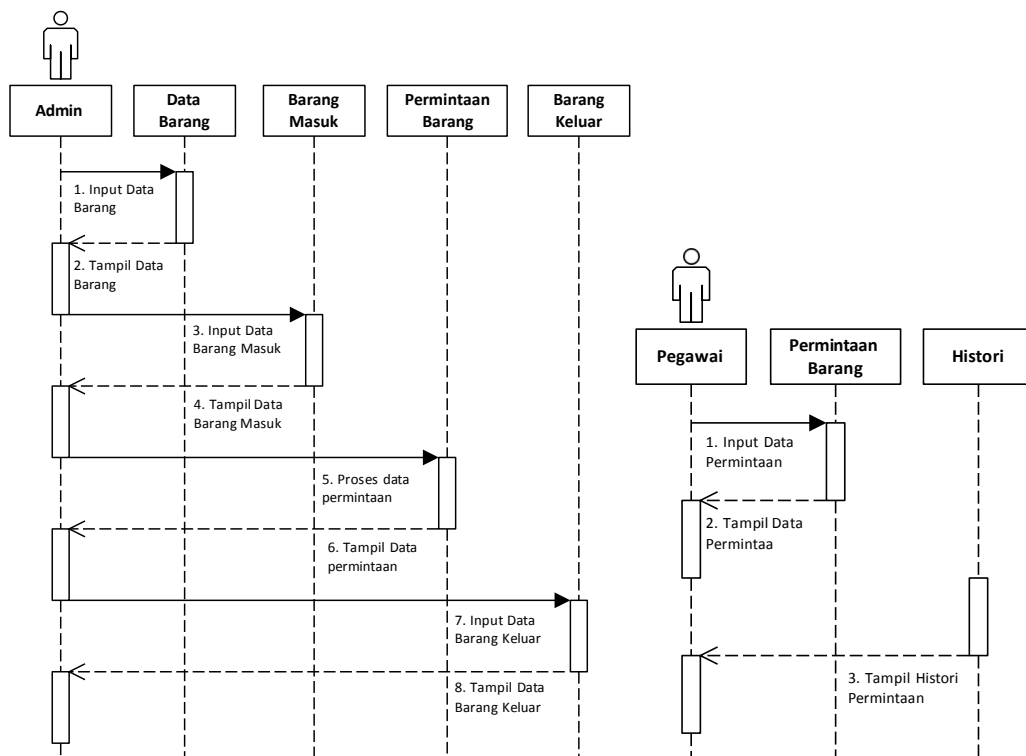 Admin
Data
Barang
Barang
Masuk
Permintaan
Barang
Barang
Keluar
1. Input Data
Barang
2. Tampil Data
Barang
3. Input Data
Barang Masuk
4. Tampil Data
Barang Masuk
5. Proses data
permintaan
6. Tampil Data
permintaan
7. Input Data
Barang Keluar
8. Tampil Data
Barang Keluar
Pegawai
Permintaan
Barang
Histori
1. Input Data
Permintaan
2. Tampil Data
Permintaa
3. Tampil Histori
Permintaan